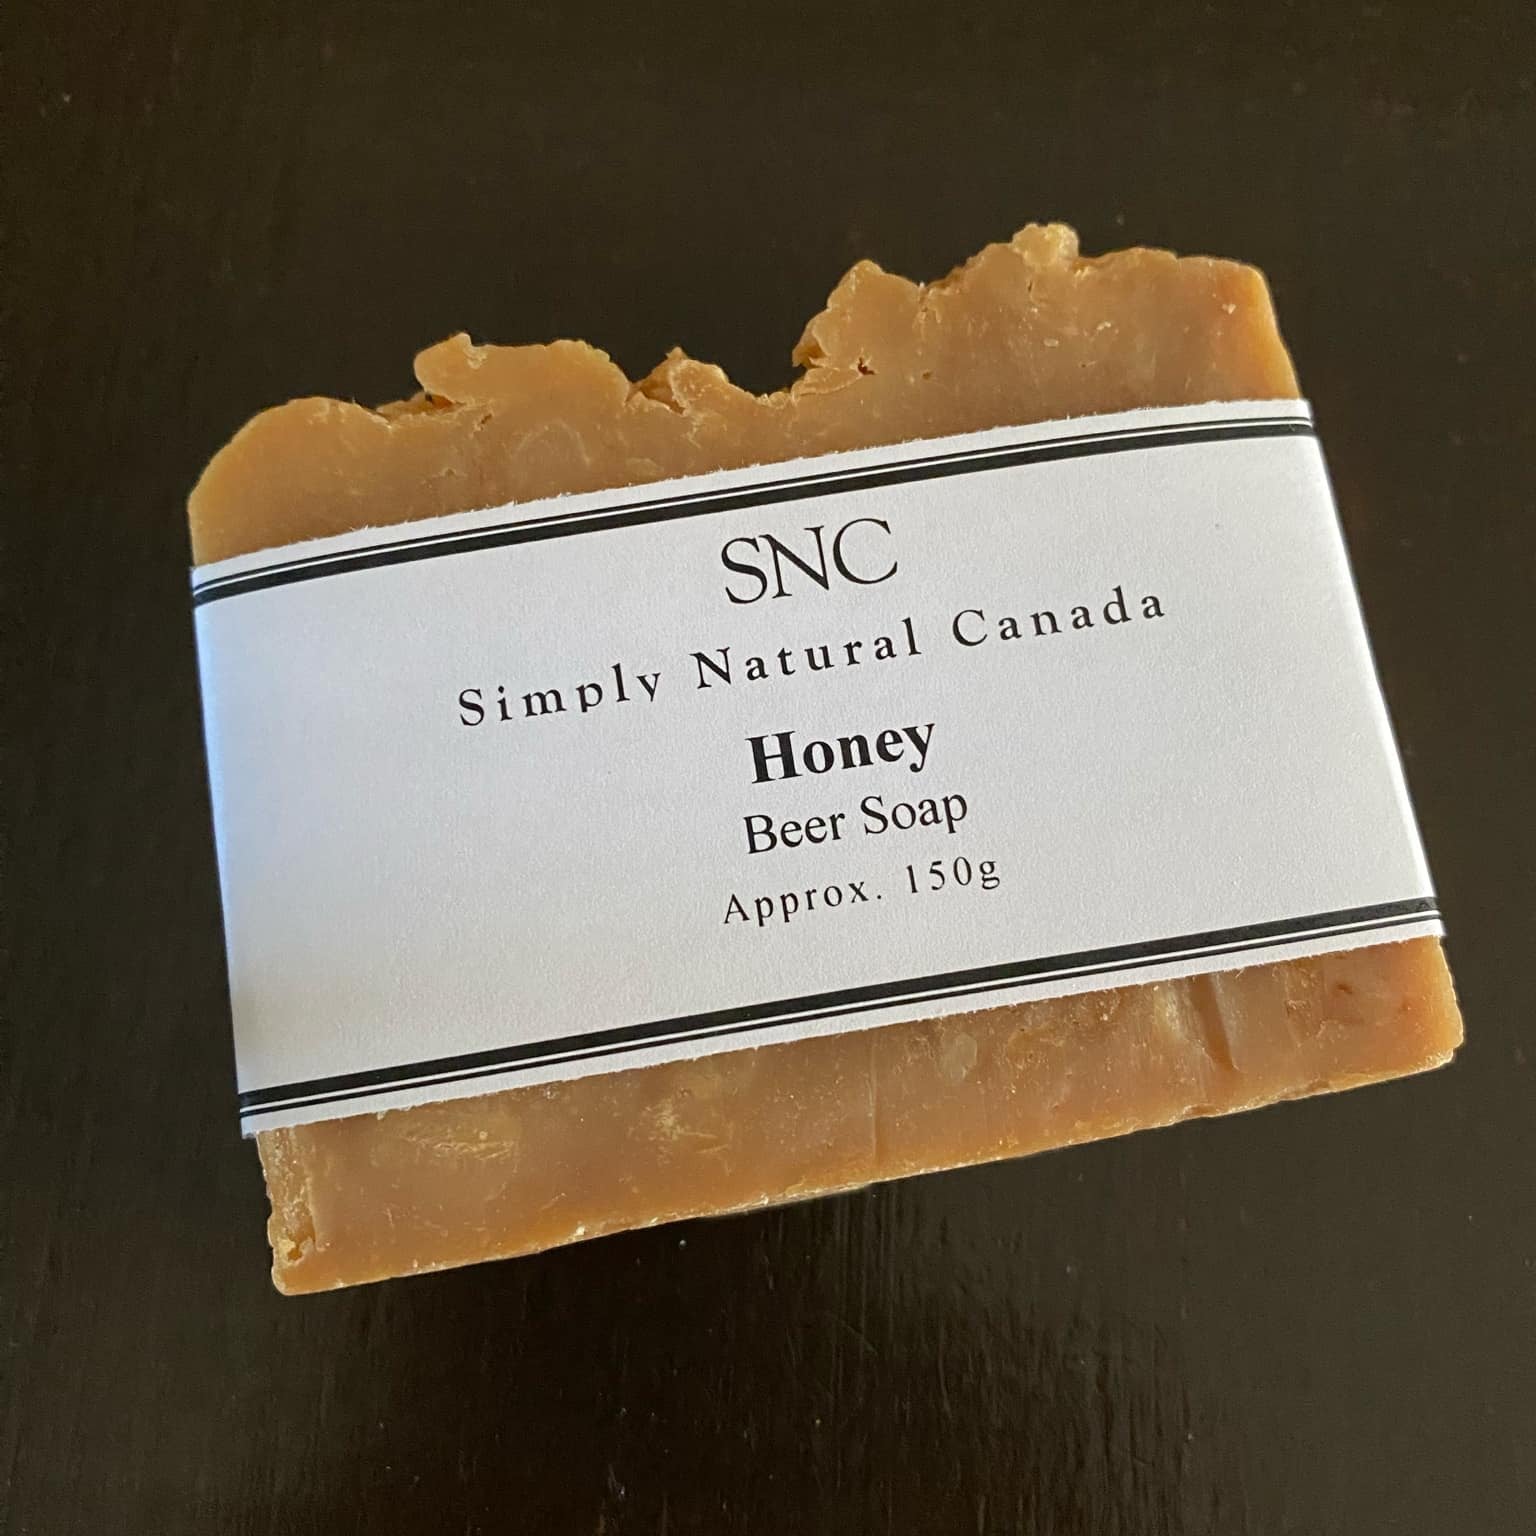 SNC
Simply Natural Canada
Honey
Beer Soap
Approx. 150g